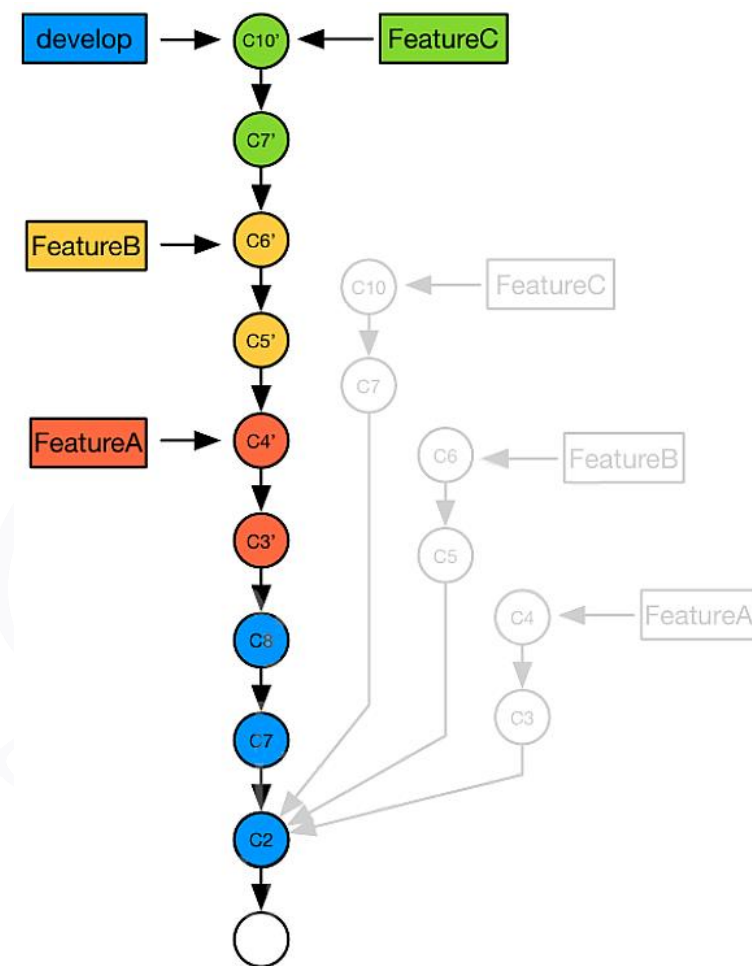 develop
C10'
FeatureC
C7'
FeatureB
C6'
C10
FeatureC
C5'
C7
FeatureA
C4'
C6
FeatureB
C3'
C5
C8
C4
FeatureA
C7
C3
C2